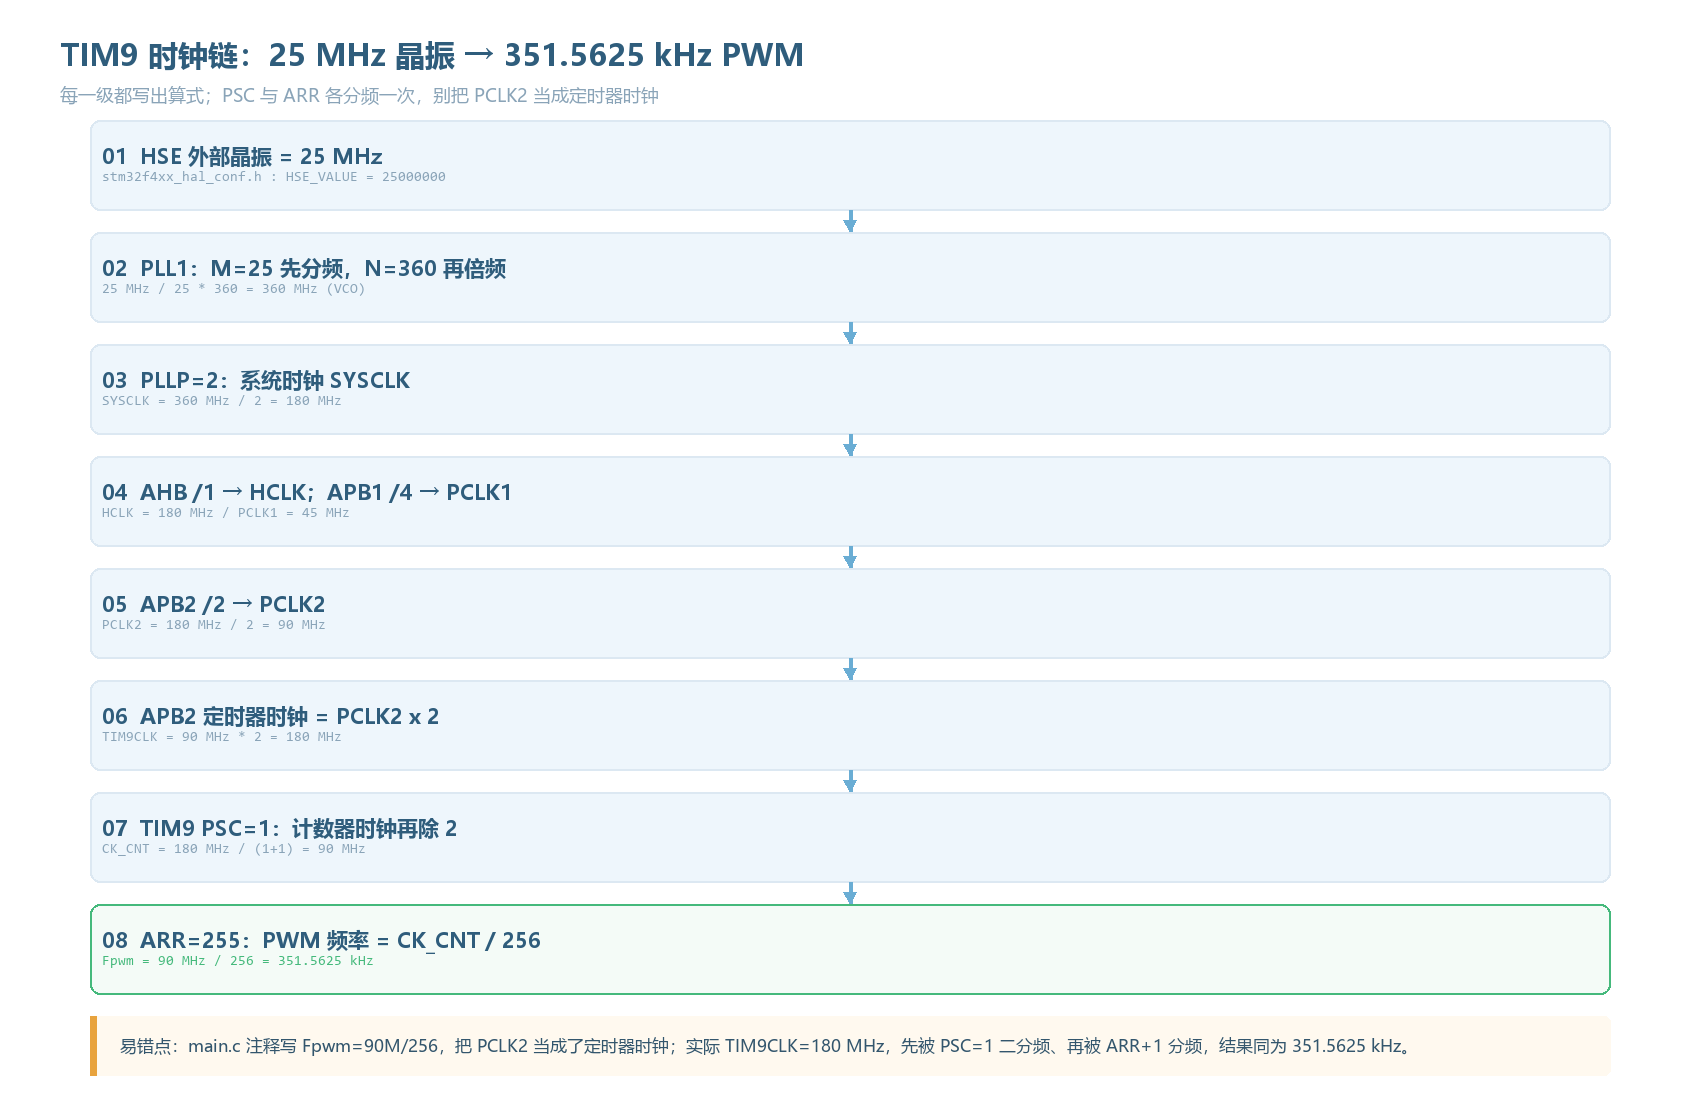 TIM9 时钟链：25 MHz 晶振 → 351.5625 kHz PWM
每一级都写出算式；PSC 与 ARR 各分频一次，别把 PCLK2 当成定时器时钟
01 HSE 外部晶振 = 25 MHz
stm32f4xx_hal_conf.h : HSE_VALUE = 25000000
02 PLL1：M=25 先分频，N=360 再倍频
25 MHz / 25 * 360 = 360 MHz (VCO)
03 PLLP=2：系统时钟 SYSCLK
SYSCLK = 360 MHz / 2 = 180 MHz
04 AHB /1 → HCLK；APB1 /4 → PCLK1
HCLK = 180 MHz / PCLK1 = 45 MHz
05 APB2 /2 → PCLK2
PCLK2 = 180 MHz / 2 = 90 MHz
06 APB2 定时器时钟 = PCLK2 x 2
TIM9CLK = 90 MHz * 2 = 180 MHz
07 TIM9 PSC=1：计数器时钟再除 2
CK_CNT = 180 MHz / (1+1) = 90 MHz
08 ARR=255：PWM 频率 = CK_CNT / 256
Fpwm = 90 MHz / 256 = 351.5625 kHz
易错点：main.c 注释写 Fpwm=90M/256，把 PCLK2 当成了定时器时钟；实际 TIM9CLK=180 MHz，先被 PSC=1 二分频、再被 ARR+1 分频，结果同为 351.5625 kHz。